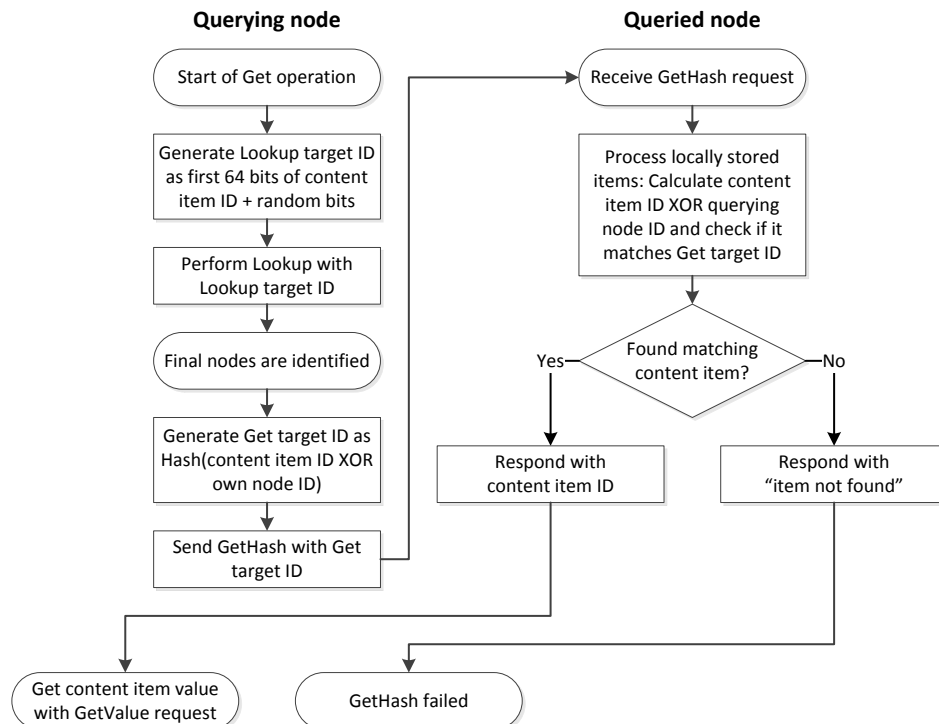 Querying node
Start of Get operation
Generate Lookup target ID
as first 64 bits of content
item ID + random bits
Perform Lookup with
Lookup target ID
Final nodes are identified
Generate Get target ID as
Hash(content item ID XOR
own node ID)
Send GetHash with Get
target ID
Queried node
Receive GetHash request
Process locally stored
items: Calculate content
item ID XOR querying
node ID and check if it
matches Get target ID
Found matching
content item?
Yes
No
Respond with
content item ID
Respond with
“item not found”
Get content item value
with GetValue request
GetHash failed